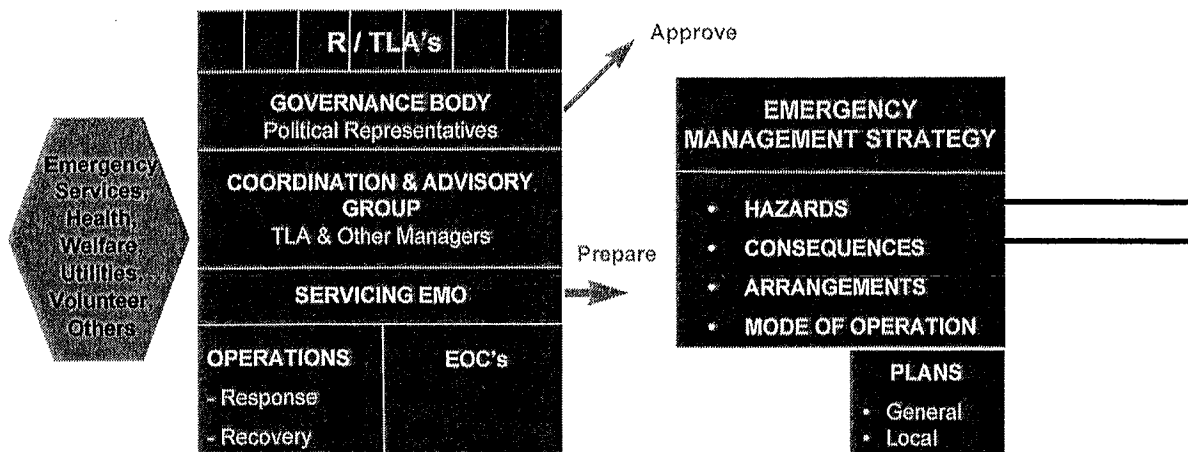 Emergency
Services,
Health,
Welfare
Utilities,
Volunteer,
Others
R / TLA's
GOVERNANCE BODY
Political Representatives
COORDINATION & ADVISORY
GROUP
TLA & Other Managers
SERVICING EMO
OPERATIONS
- Response
- Recovery
EOC's
Approve
Prepare
EMERGENCY
MANAGEMENT STRATEGY
• HAZARDS
• CONSEQUENCES
• ARRANGEMENTS
• MODE OF OPERATION
PLANS
• General
• Local